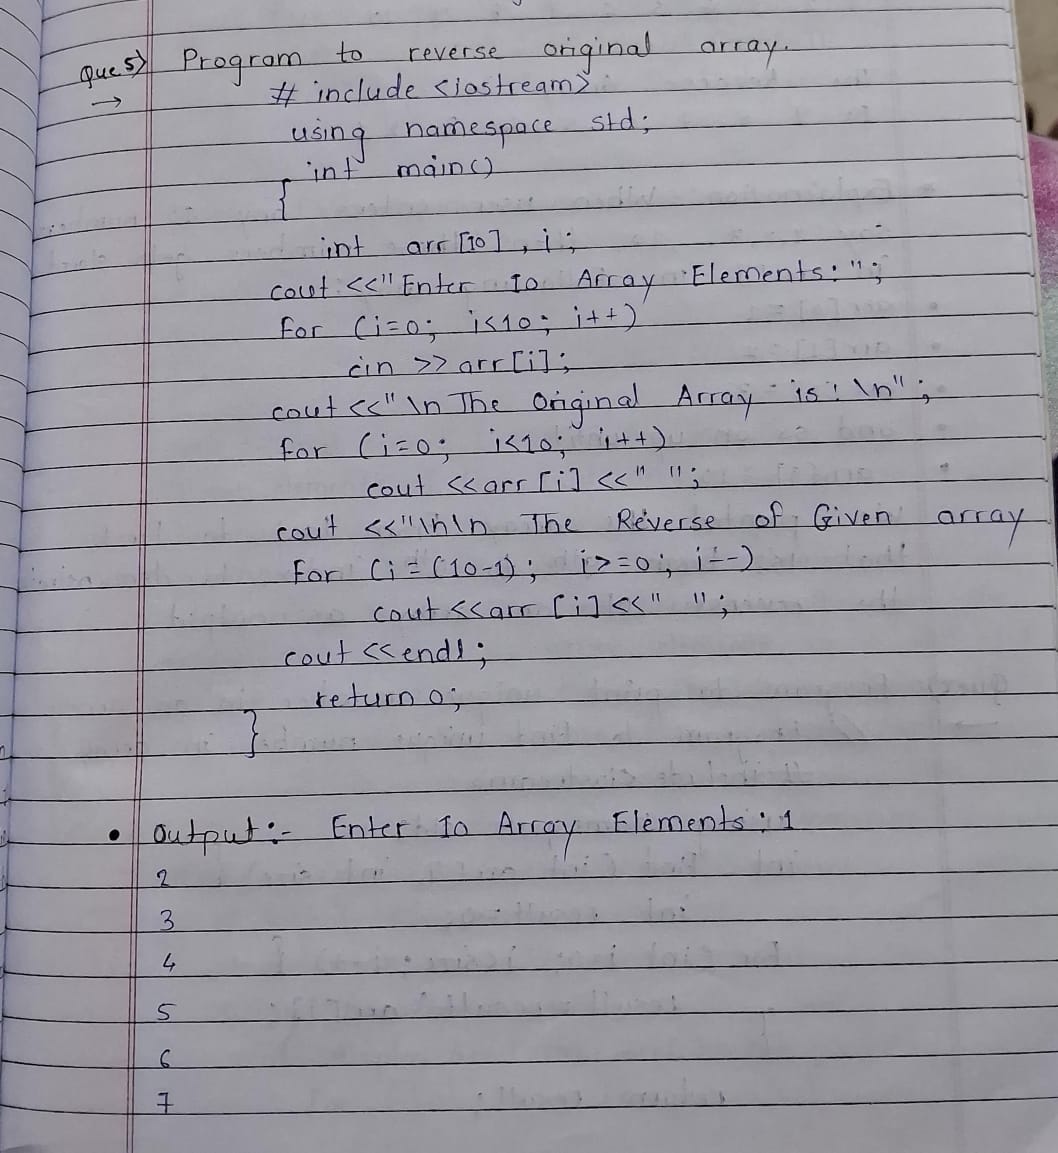 Que 5) Program to reverse original array.
→ # include <iostream>
using namespace std;
int main()
{
int arr [10], i;
cout <<"Enter 10 Array Elements: ";
for (i=0; i<10; i++)
cin >> arr[i];
cout <<"\n The Original Array is: \n";
for (i=0; i<10; i++)
cout <<arr [i] <<" ";
cout <<"\n\n The Reverse of Given array
for (i = (10-1); i>=0; i--)
cout <<arr [i] <<" ";
cout <<endl;
return 0;
}
• output:- Enter 10 Array Elements: 1
2
3
4
5
6
7